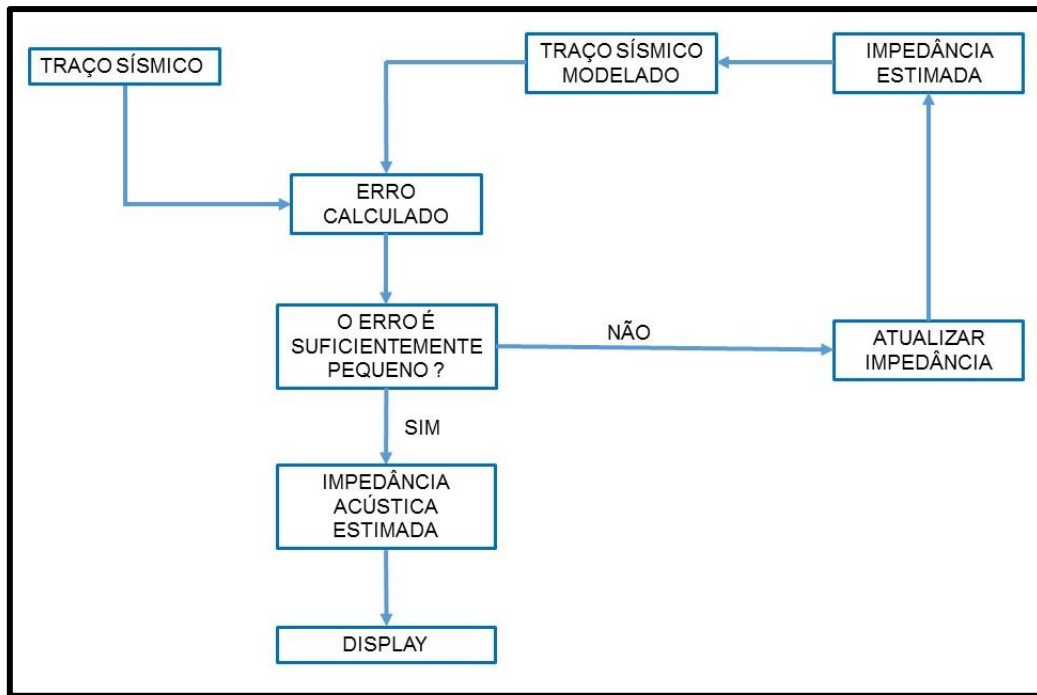 TRAÇO SÍSMICO
TRAÇO SÍSMICO
MODELADO
IMPEDÂNCIA
ESTIMADA
ERRO
CALCULADO
O ERRO É
SUFICIENTEMENTE
PEQUENO ?
NÃO
ATUALIZAR
IMPEDÂNCIA
SIM
IMPEDÂNCIA
ACÚSTICA
ESTIMADA
DISPLAY